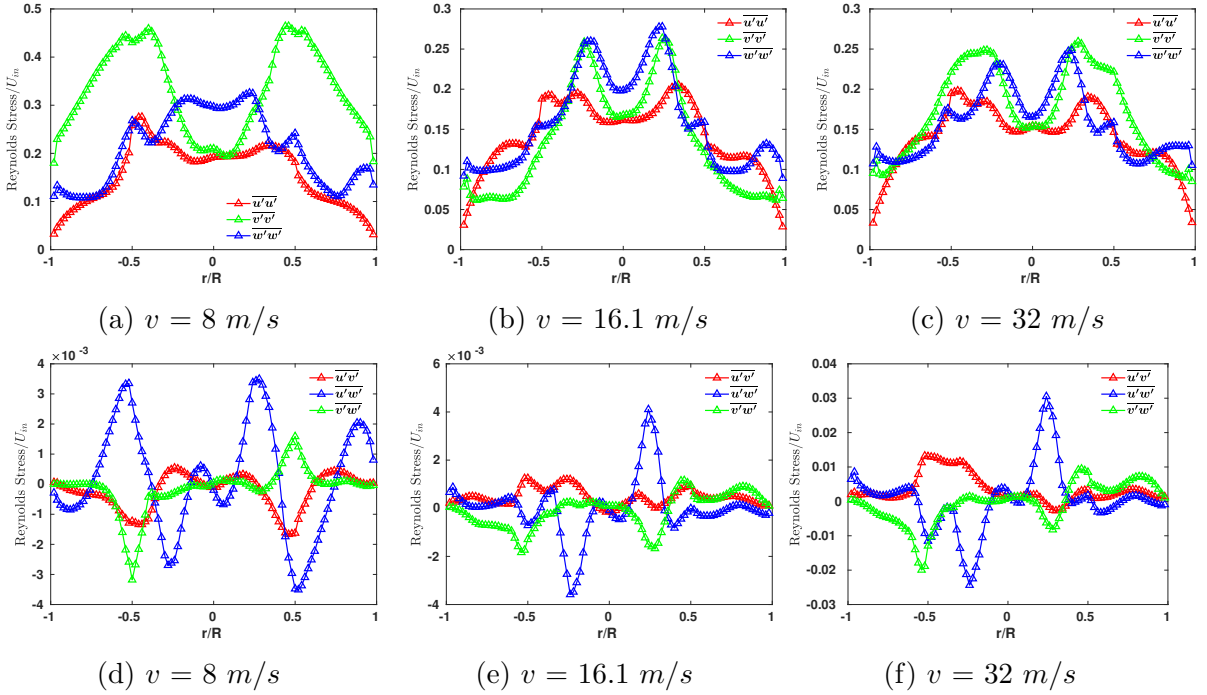 0.5
0.4
0.3
0.2
0.1
0
Reynolds Stress/U_in
u'u'
v'v'
w'w'
-1 -0.5 0 0.5 1
r/R
(a) v = 8 m/s
0.3
0.25
0.2
0.15
0.1
0.05
0
Reynolds Stress/U_in
u'u'
v'v'
w'w'
-1 -0.5 0 0.5 1
r/R
(b) v = 16.1 m/s
0.3
0.25
0.2
0.15
0.1
0.05
0
Reynolds Stress/U_in
u'u'
v'v'
w'w'
-1 -0.5 0 0.5 1
r/R
(c) v = 32 m/s
×10 -3
4
3
2
1
0
-1
-2
-3
-4
Reynolds Stress/U_in
u'v'
u'w'
v'w'
-1 -0.5 0 0.5 1
r/R
(d) v = 8 m/s
×10 -3
6
4
2
0
-2
-4
Reynolds Stress/U_in
u'v'
u'w'
v'w'
-1 -0.5 0 0.5 1
r/R
(e) v = 16.1 m/s
0.04
0.03
0.02
0.01
0
-0.01
-0.02
-0.03
Reynolds Stress/U_in
u'v'
u'w'
v'w'
-1 -0.5 0 0.5 1
r/R
(f) v = 32 m/s